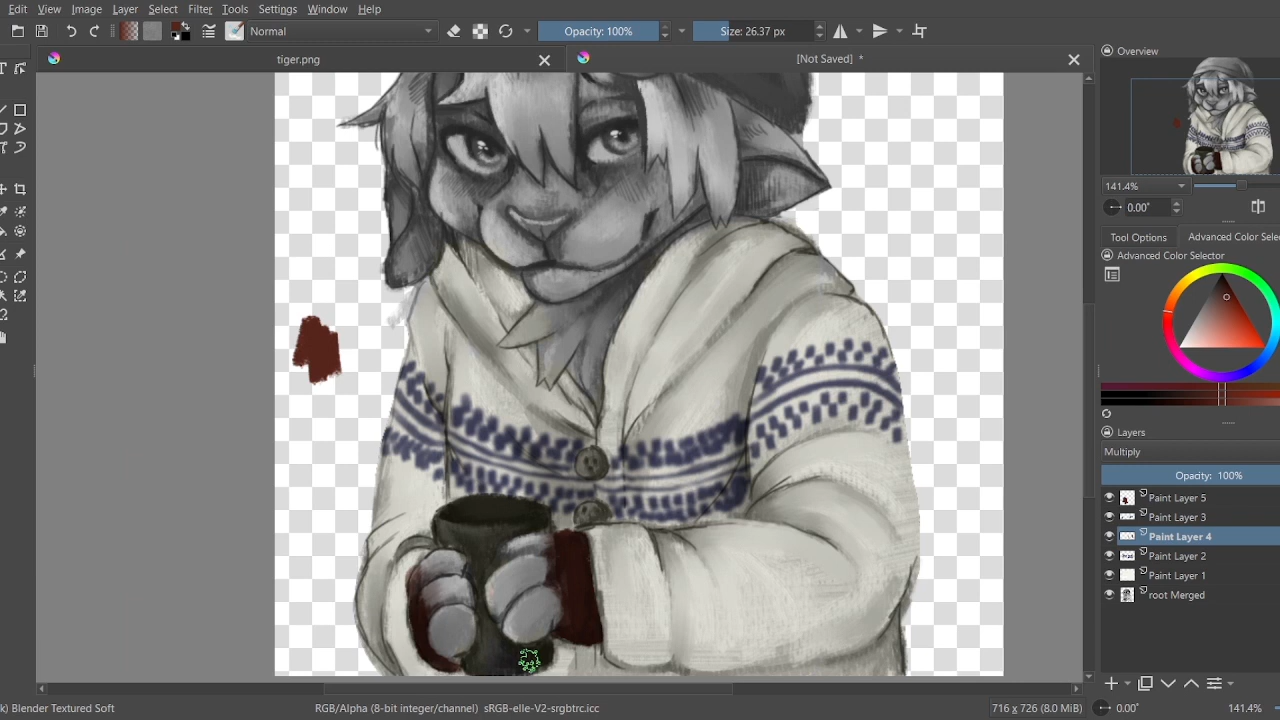 Edit View Image Layer Select Filter Tools Settings Window Help
Normal Opacity: 100% Size: 26.37 px
tiger.png [Not Saved] *
Overview
141.4%
0.00°
Tool Options Advanced Color Selec
Advanced Color Selector
Layers
Multiply
Opacity: 100%
Paint Layer 5
Paint Layer 3
Paint Layer 4
Paint Layer 2
Paint Layer 1
root Merged
k) Blender Textured Soft RGB/Alpha (8-bit integer/channel) sRGB-elle-V2-srgbtrc.icc 716 x 726 (8.0 MiB) 0.00° 141.4%